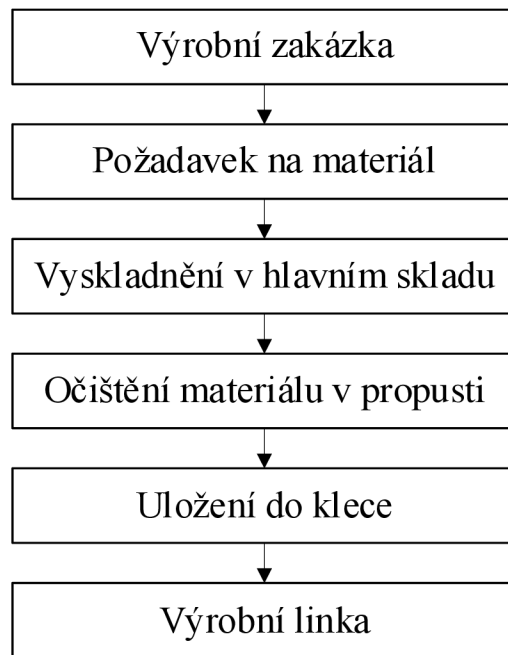 Výrobní zakázka
Požadavek na materiál
Vyskladnění v hlavním skladu
Očištění materiálu v propusti
Uložení do klece
Výrobní linka